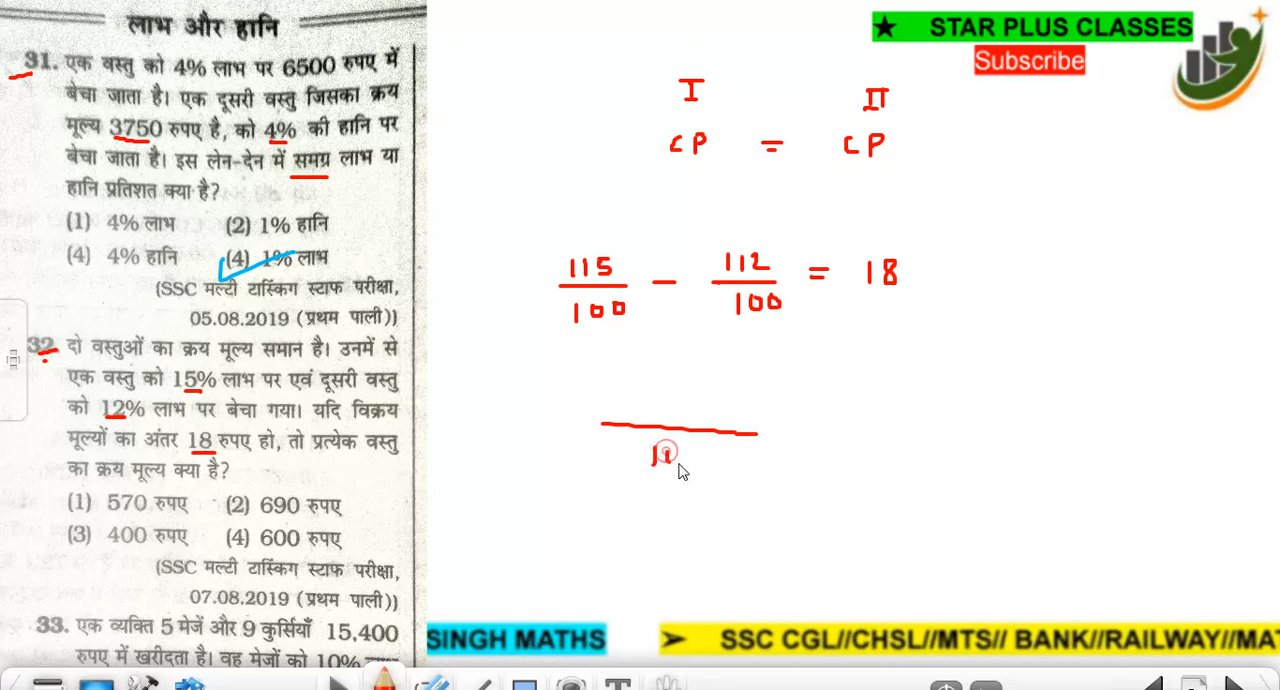 लाभ और हानि
31. एक वस्तु को 4% लाभ पर 6500 रुपए में
बेचा जाता है। एक दूसरी वस्तु जिसका क्रय
मूल्य 3750 रुपए है, को 4% की हानि पर
बेचा जाता है। इस लेन-देन में समग्र लाभ या
हानि प्रतिशत क्या है?
(1) 4% लाभ (2) 1% हानि
(4) 4% हानि (4) 1% लाभ
(SSC मल्टी टास्किंग स्टाफ परीक्षा,
05.08.2019 (प्रथम पाली)]
32. दो वस्तुओं का क्रय मूल्य समान है। उनमें से
एक वस्तु को 15% लाभ पर एवं दूसरी वस्तु
को 12% लाभ पर बेचा गया। यदि विक्रय
मूल्यों का अंतर 18 रुपए हो, तो प्रत्येक वस्तु
का क्रय मूल्य क्या है?
(1) 570 रुपए (2) 690 रुपए
(3) 400 रुपए (4) 600 रुपए
(SSC मल्टी टास्किंग स्टाफ परीक्षा,
07.08.2019 (प्रथम पाली)]
33. एक व्यक्ति 5 मेजें और 9 कुर्सियाँ 15,400
रुपए में खरीदता है। वह मेजों को 10%
★ STAR PLUS CLASSES
Subscribe
I II
CP = CP
115 112
— - — = 18
100 100
SINGH MATHS
➤ SSC CGL//CHSL//MTS// BANK//RAILWAY//MA